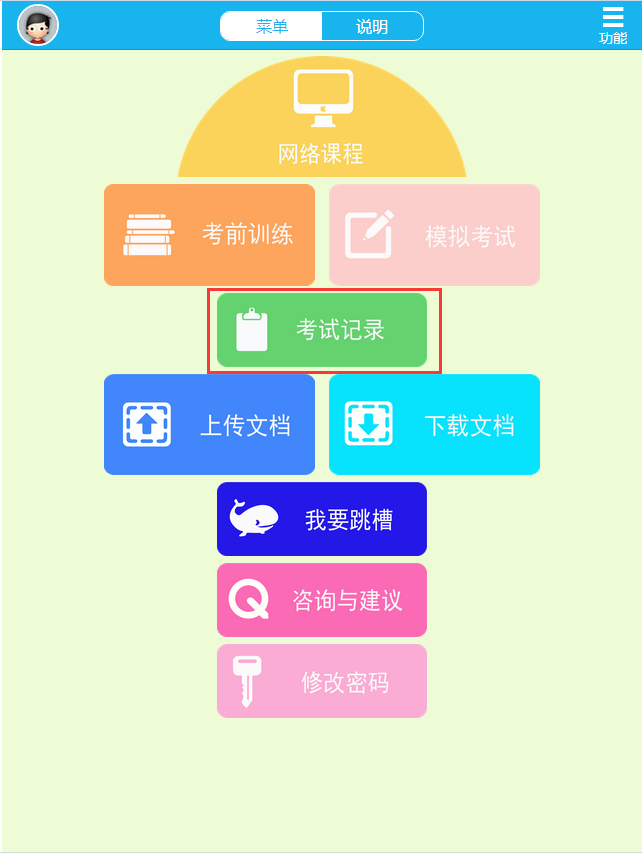 菜单
说明
功能
网络课程
考前训练
模拟考试
考试记录
上传文档
下载文档
我要跳槽
咨询与建议
修改密码